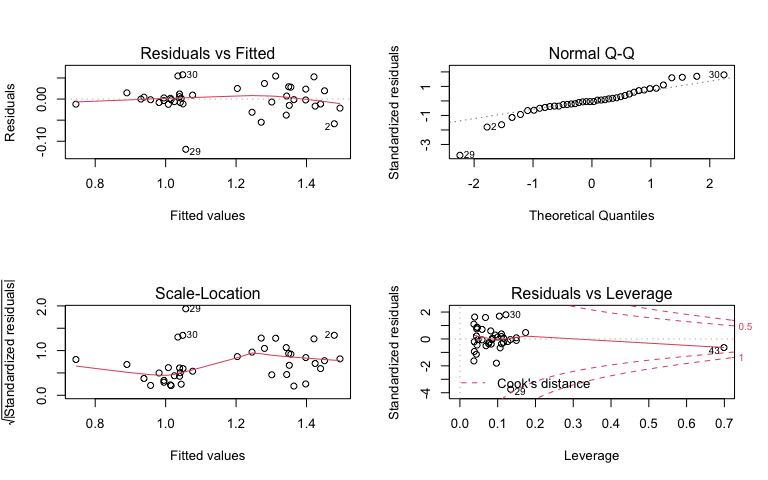 Residuals vs Fitted
Residuals
0.00
-0.10
30
2
29
0.8 1.0 1.2 1.4
Fitted values
Normal Q-Q
Standardized residuals
1
-1
-3
30
2
29
-2 -1 0 1 2
Theoretical Quantiles
Scale-Location
√|Standardized residuals|
2.0
1.0
0.0
29
30
2
0.8 1.0 1.2 1.4
Fitted values
Residuals vs Leverage
Standardized residuals
2
0
-2
-4
30
43
29
0.5
1
Cook's distance
0.0 0.1 0.2 0.3 0.4 0.5 0.6 0.7
Leverage